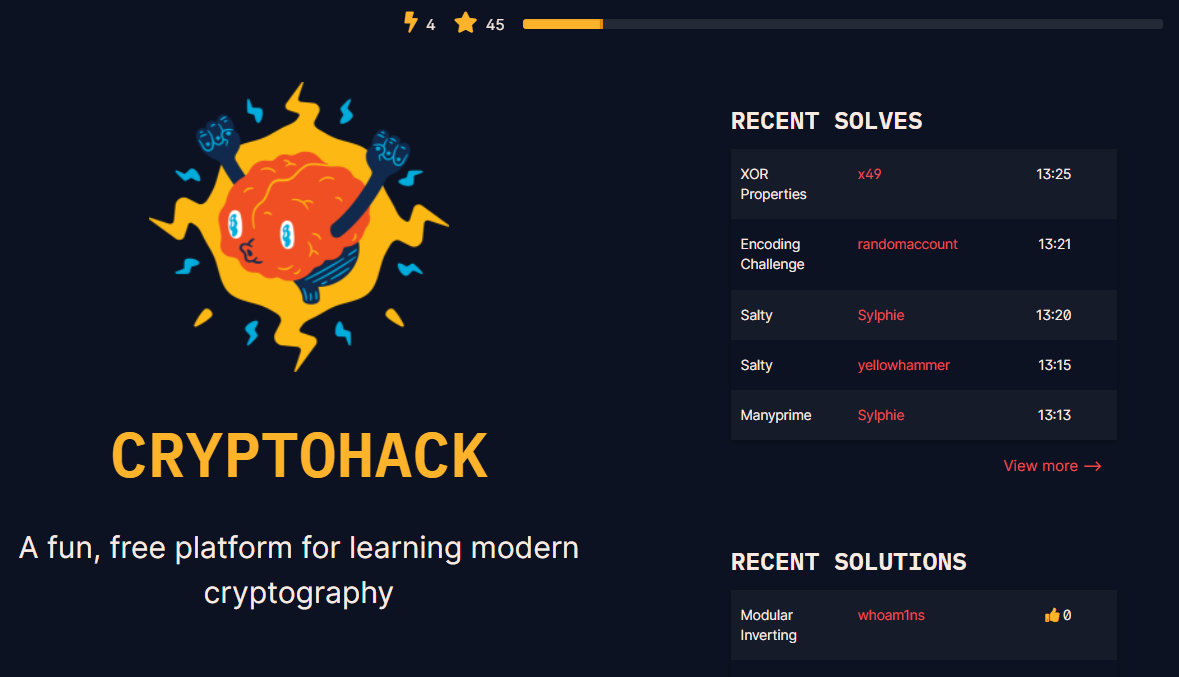 4 45
CRYPTOHACK
A fun, free platform for learning modern
cryptography
RECENT SOLVES
XOR x49 13:25
Properties
Encoding randomaccount 13:21
Challenge
Salty Sylphie 13:20
Salty yellowhammer 13:15
Manyprime Sylphie 13:13
View more →
RECENT SOLUTIONS
Modular whoam1ns 0
Inverting